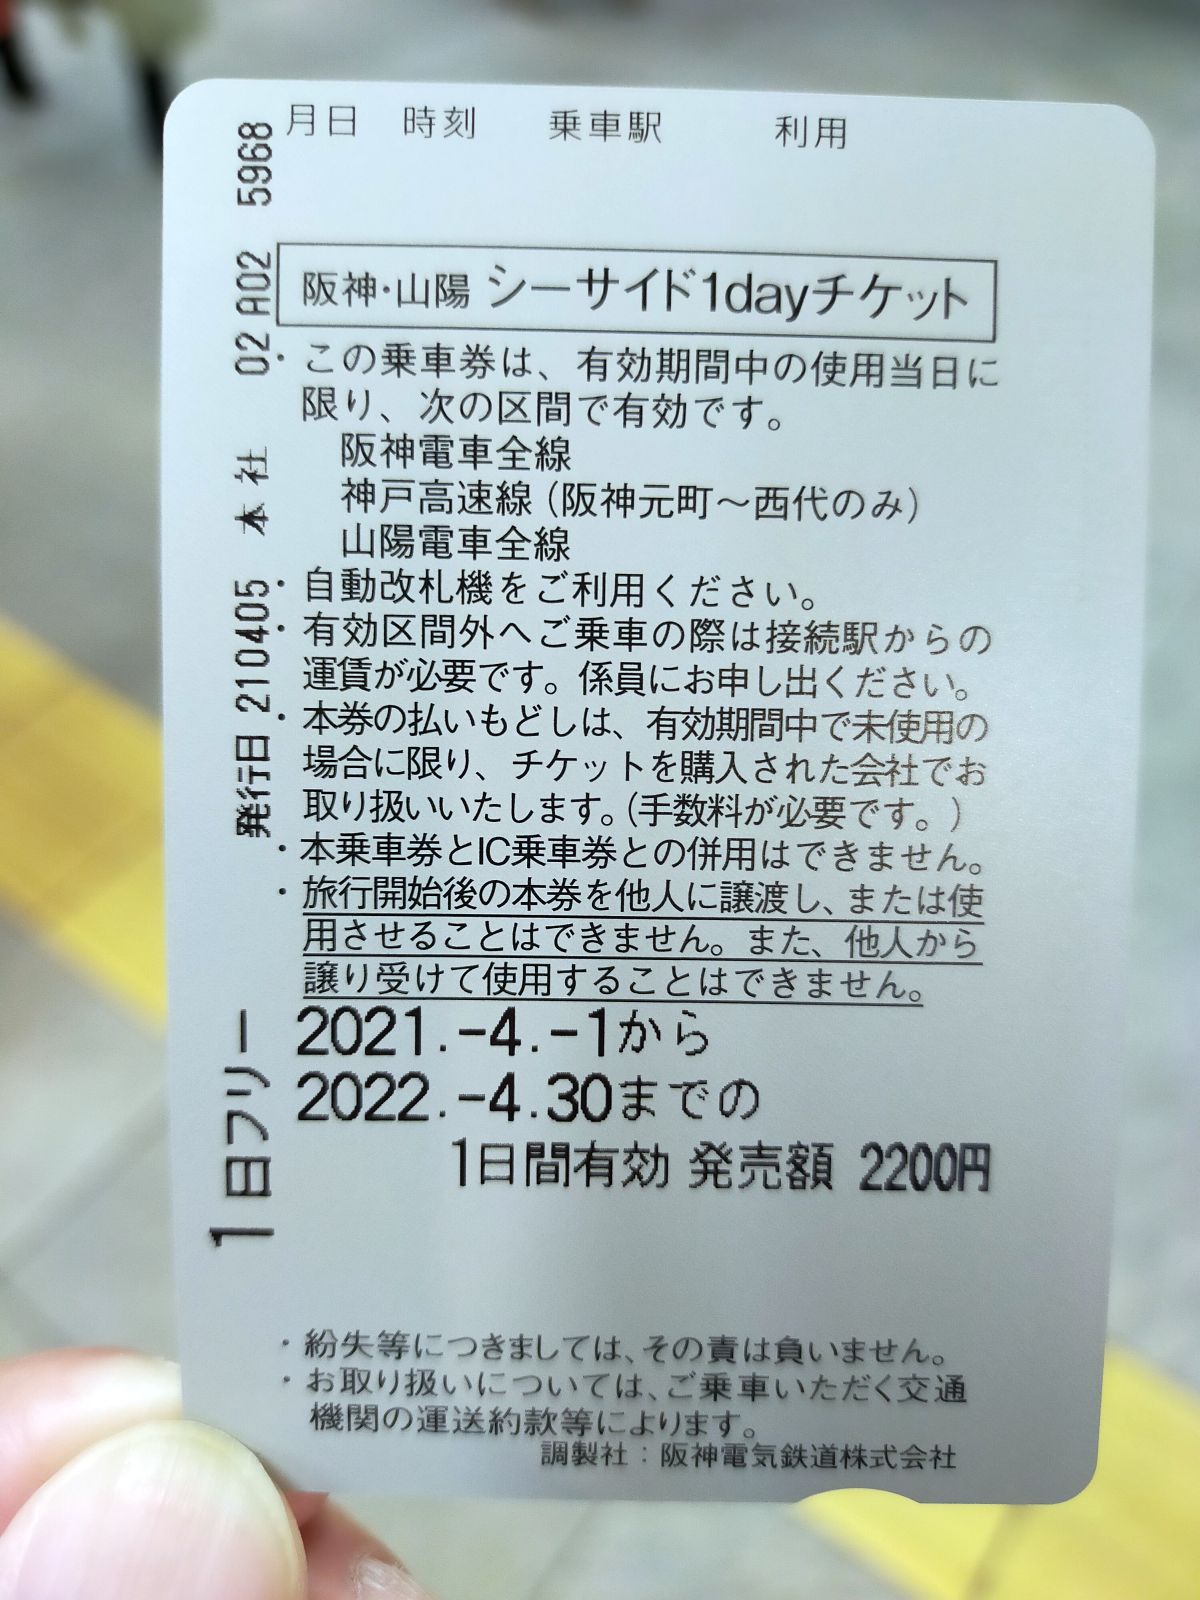 月日 時刻 乗車駅 利用
阪神・山陽 シーサイド1dayチケット
・この乗車券は、有効期間中の使用当日に
限り、次の区間で有効です。
阪神電車全線
神戸高速線（阪神元町～西代のみ）
山陽電車全線
・自動改札機をご利用ください。
・有効区間外へご乗車の際は接続駅からの
運賃が必要です。係員にお申し出ください。
・本券の払いもどしは、有効期間中で未使用の
場合に限り、チケットを購入された会社でお
取り扱いいたします。（手数料が必要です。）
・本乗車券とIC乗車券との併用はできません。
・旅行開始後の本券を他人に譲渡し、または使
用させることはできません。また、他人から
譲り受けて使用することはできません。
2021.-4.-1から
2022.-4.30までの
1日間有効 発売額 2200円
・紛失等につきましては、その責は負いません。
・お取り扱いについては、ご乗車いただく交通
機関の運送約款等によります。
調製社：阪神電気鉄道株式会社
1日フリー 発行日 210405 本社 02 A02 5968